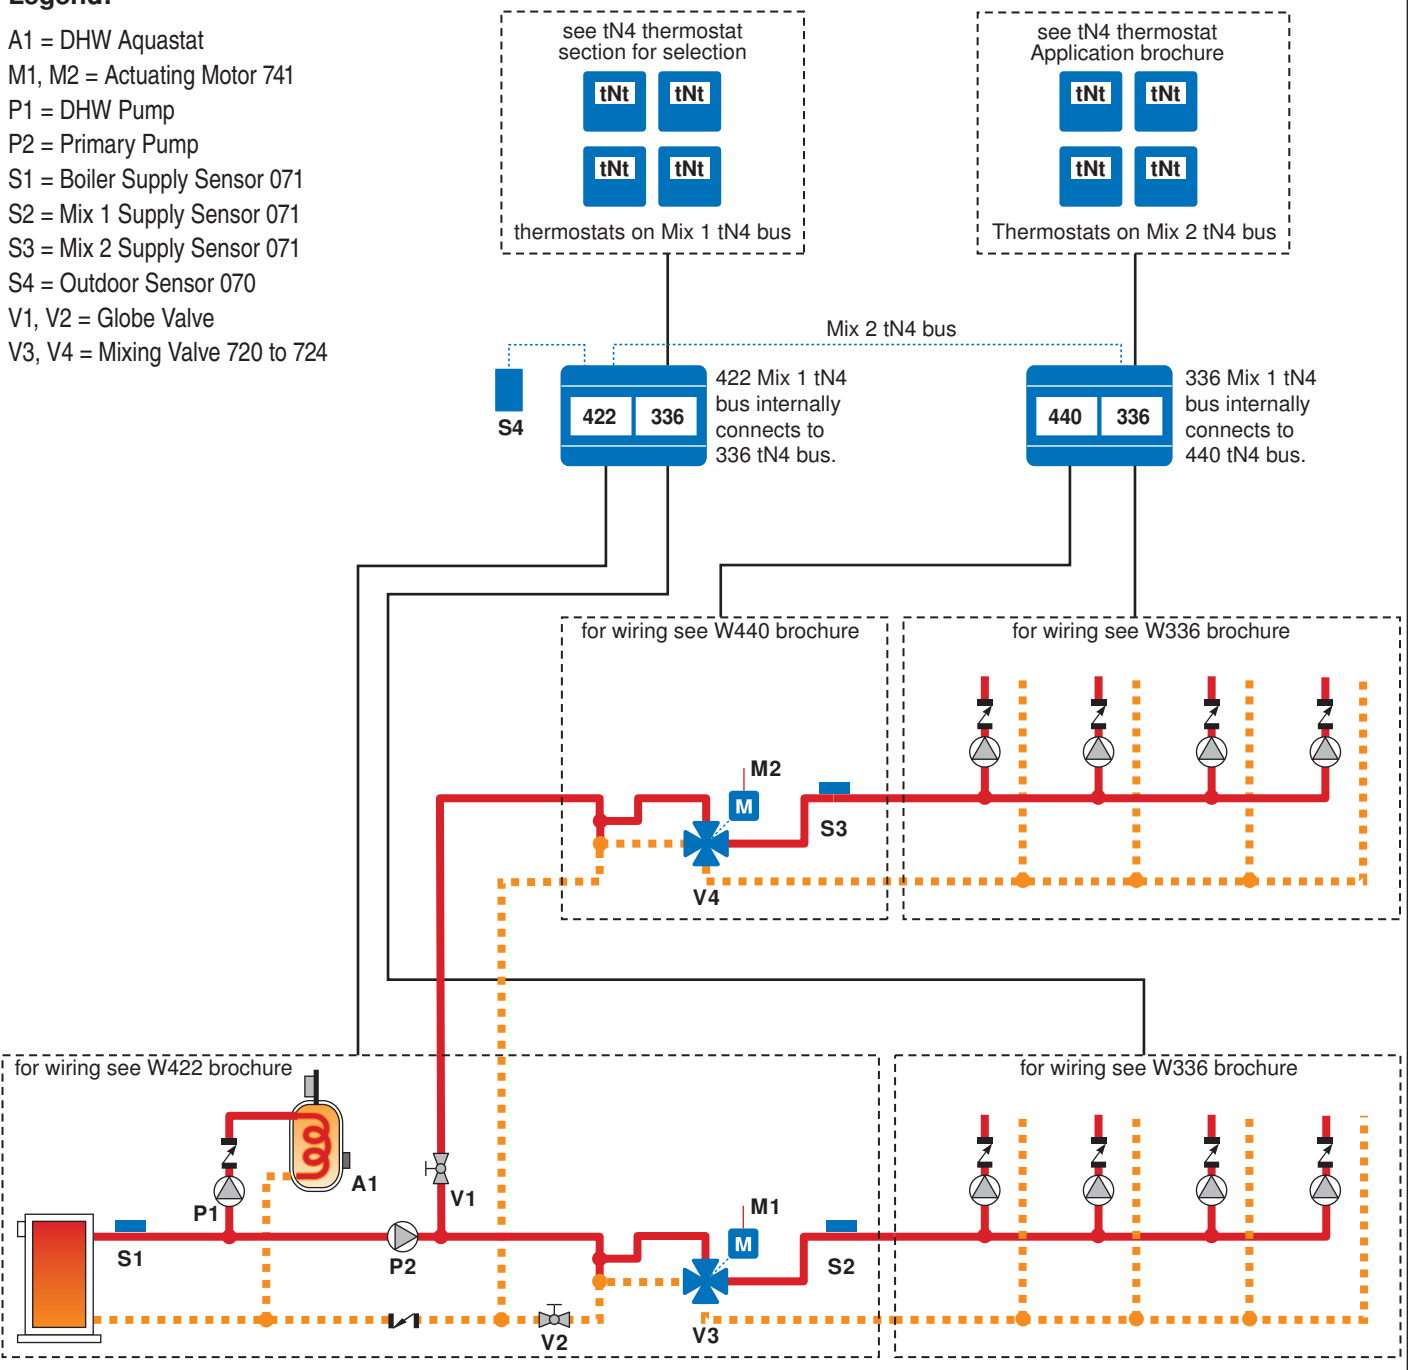 Legend:
A1 = DHW Aquastat
M1, M2 = Actuating Motor 741
P1 = DHW Pump
P2 = Primary Pump
S1 = Boiler Supply Sensor 071
S2 = Mix 1 Supply Sensor 071
S3 = Mix 2 Supply Sensor 071
S4 = Outdoor Sensor 070
V1, V2 = Globe Valve
V3, V4 = Mixing Valve 720 to 724
see tN4 thermostat
section for selection
tNt tNt
tNt tNt
thermostats on Mix 1 tN4 bus
see tN4 thermostat
Application brochure
tNt tNt
tNt tNt
Thermostats on Mix 2 tN4 bus
Mix 2 tN4 bus
S4
422 336
422 Mix 1 tN4
bus internally
connects to
336 tN4 bus.
440 336
336 Mix 1 tN4
bus internally
connects to
440 tN4 bus.
for wiring see W440 brochure
M2
M
S3
V4
for wiring see W336 brochure
for wiring see W422 brochure
A1
P1
V1
S1
P2
M1
M
S2
V2
V3
for wiring see W336 brochure